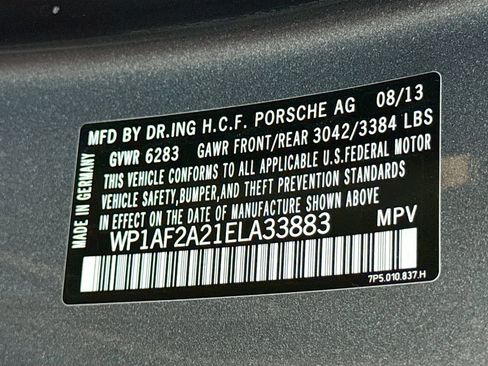 MFD BY DR.ING H.C.F. PORSCHE AG 08/13
GVWR 6283 GAWR FRONT/REAR 3042/3384 LBS
THIS VEHICLE CONFORMS TO ALL APPLICABLE U.S.FEDERAL MOTOR
VEHICLE SAFETY,BUMPER,AND THEFT PREVENTION STANDARDS
IN EFFECT ON THE DATE OF MANUFACTURE SHOWN ABOVE
WP1AF2A21ELA33883 MPV
7P5.010.837.H
MADE IN GERMANY